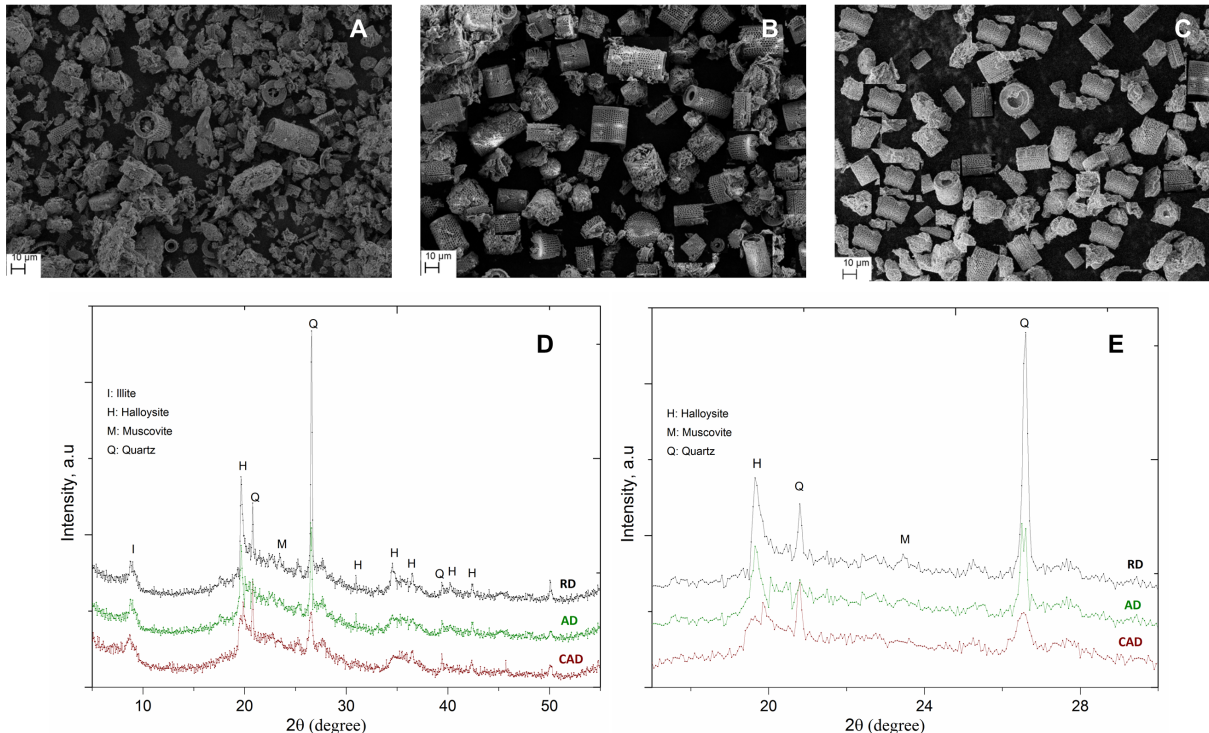 A
B
C
10 µm
10 µm
10 µm
Q
D
I: Illite
H: Halloysite
M: Muscovite
Q: Quartz
H
Q
I
M
H
H
H
Q
H
H
RD
AD
CAD
Intensity, a.u
10
20
30
40
50
2θ (degree)
Q
E
H: Halloysite
M: Muscovite
Q: Quartz
H
Q
M
RD
AD
CAD
Intensity, a.u
20
24
28
2θ (degree)